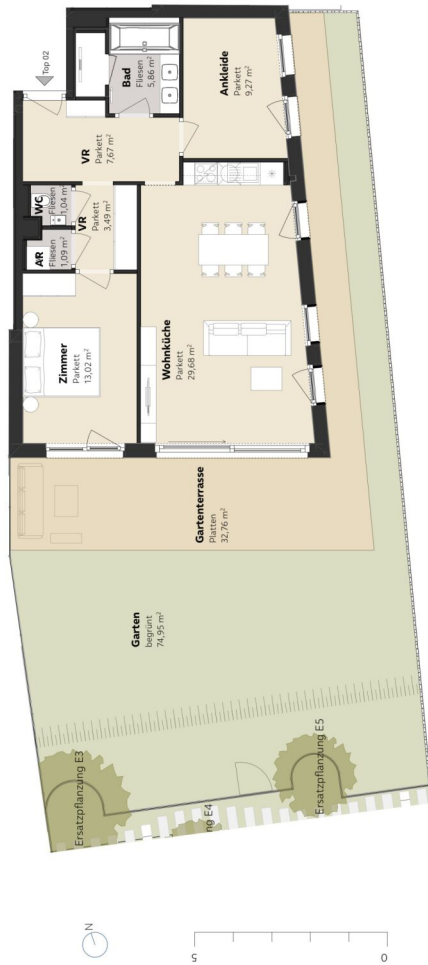 Top 02
Bad
Fliesen
5,86 m²
Ankleide
Parkett
9,27 m²
VR
Parkett
7,67 m²
WC
Fliesen
1,04 m²
VR
Parkett
3,49 m²
AR
Fliesen
1,09 m²
Zimmer
Parkett
13,02 m²
Wohnküche
Parkett
29,68 m²
Gartenterrasse
Platten
32,76 m²
Garten
begrünt
74,95 m²
Ersatzpflanzung E3
ng E4
Ersatzpflanzung E5
N
5
0